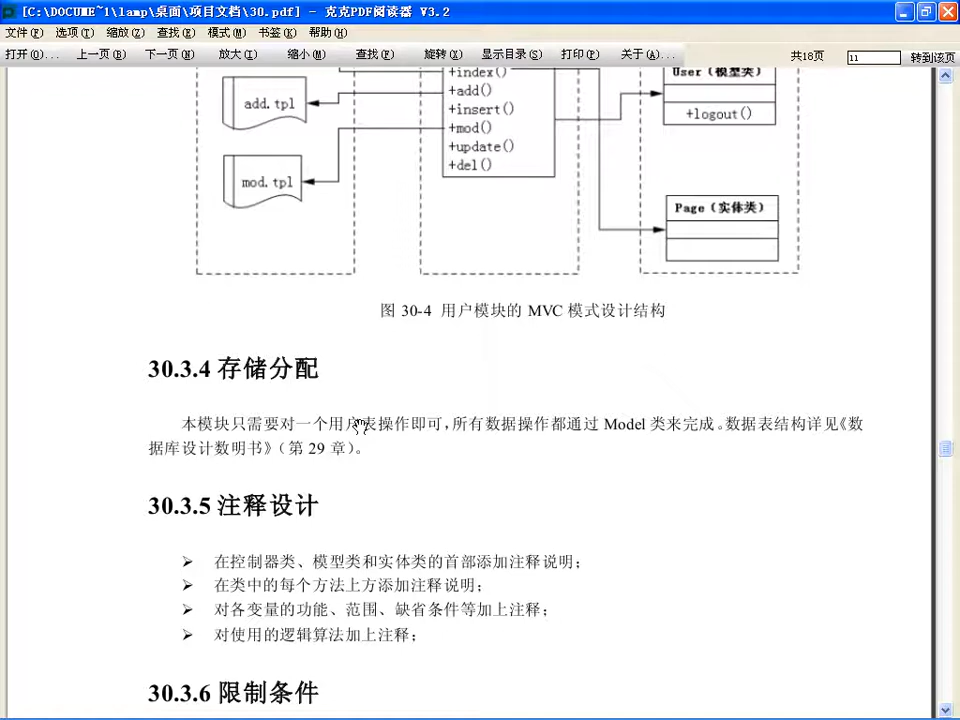 [C:\DOCUME~1\lamp\桌面\项目文档\30.pdf] - 克克PDF阅读器 V3.2
文件(F) 选项(T) 缩放(Z) 查找(E) 模式(M) 书签(K) 帮助(H)
打开(O)... 上一页(B) 下一页(N) 放大(I) 缩小(M) 查找(F) 旋转(X) 显示目录(S) 打印(P) 关于(A)... 共18页 11 转到该页
+index() User（模型类）
add.tpl +add()
+insert() +logout()
+mod()
+update()
+del()
mod.tpl
Page（实体类）
图 30-4 用户模块的 MVC 模式设计结构
30.3.4 存储分配
本模块只需要对一个用户表操作即可，所有数据操作都通过 Model 类来完成。数据表结构详见《数
据库设计数明书》（第 29 章）。
30.3.5 注释设计
➢ 在控制器类、模型类和实体类的首部添加注释说明；
➢ 在类中的每个方法上方添加注释说明；
➢ 对各变量的功能、范围、缺省条件等加上注释；
➢ 对使用的逻辑算法加上注释；
30.3.6 限制条件